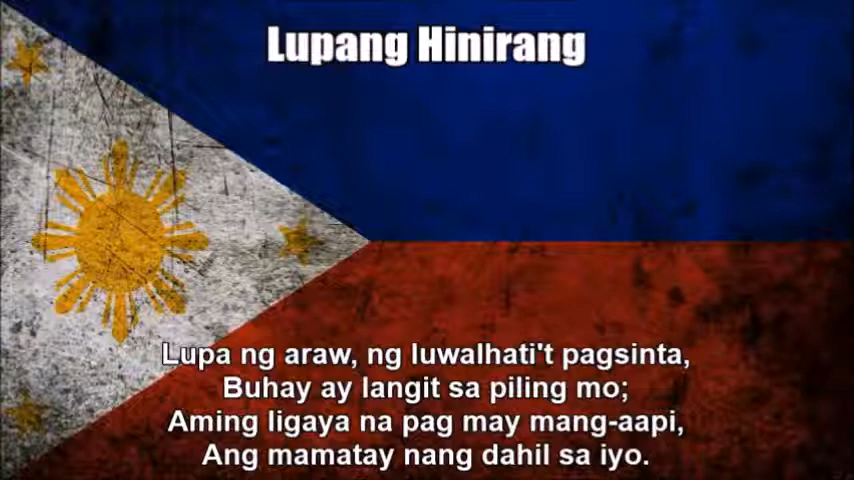 Lupang Hinirang
Lupa ng araw, ng luwalhati't pagsinta,
Buhay ay langit sa piling mo;
Aming ligaya na pag may mang-aapi,
Ang mamatay nang dahil sa iyo.